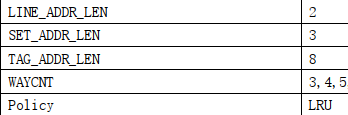 LINE_ADDR_LEN 2
SET_ADDR_LEN 3
TAG_ADDR_LEN 8
WAYCNT 3,4,5
Policy LRU